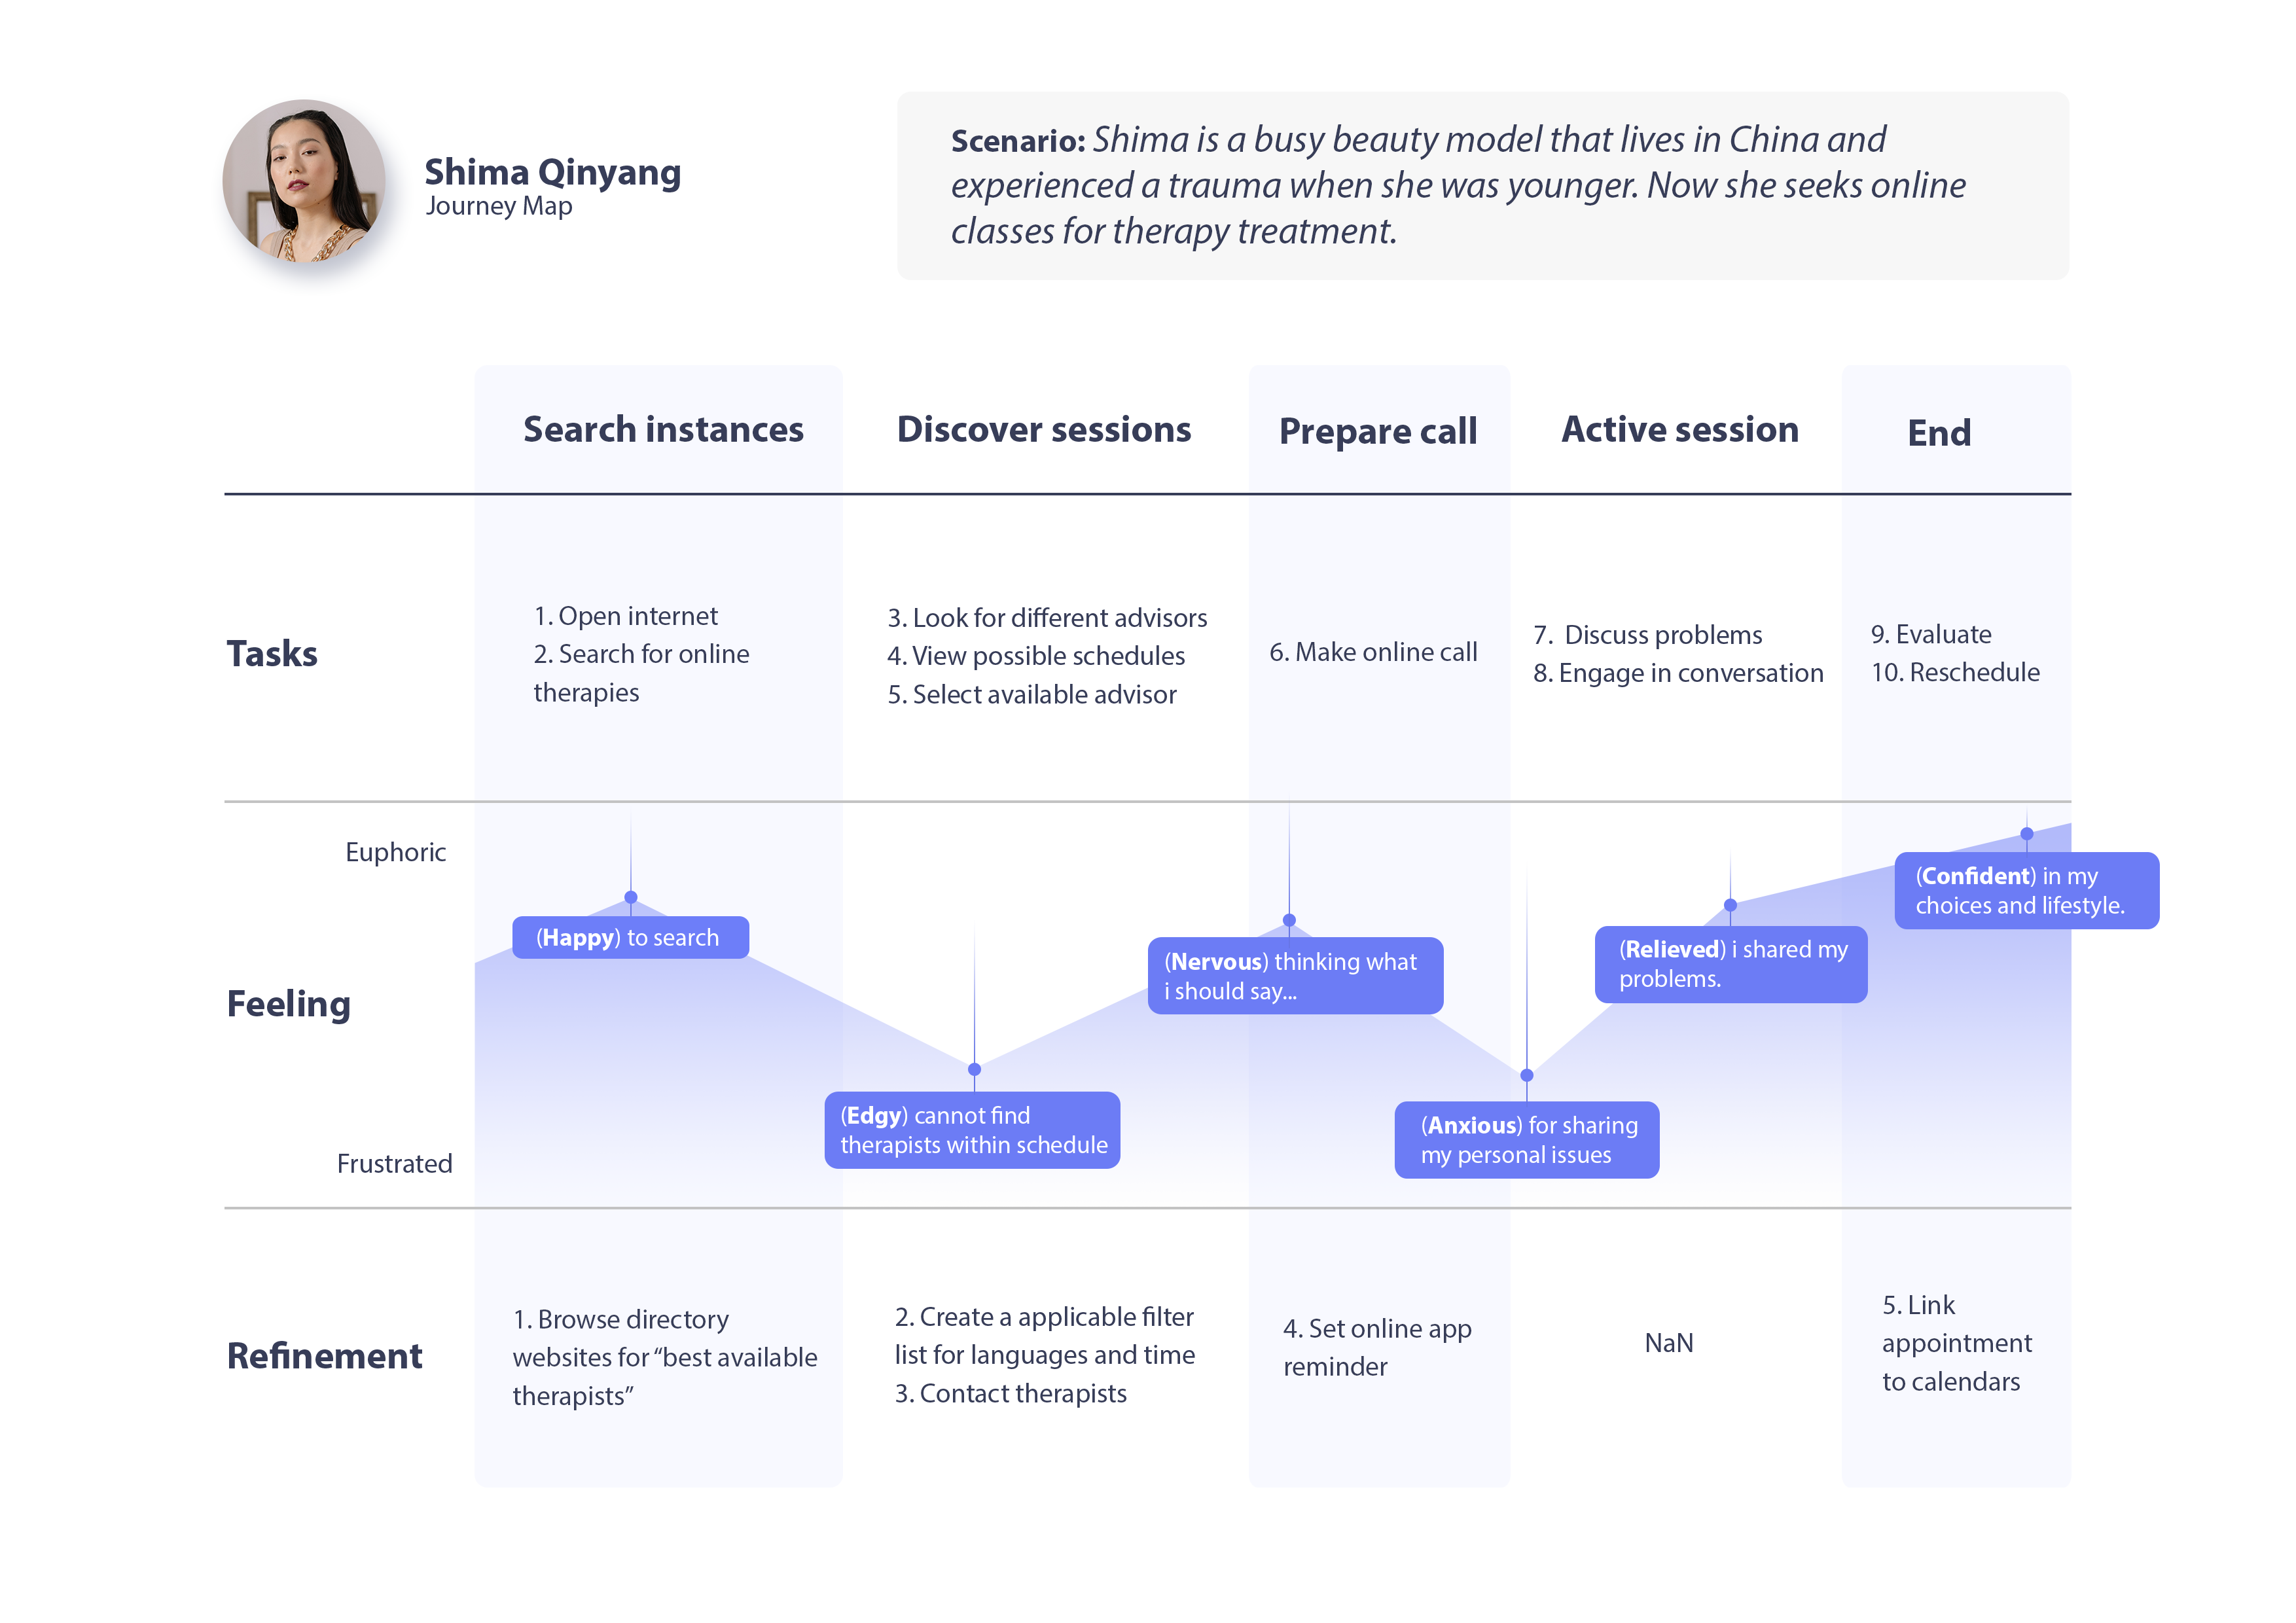 Shima Qinyang
Journey Map
Scenario: Shima is a busy beauty model that lives in China and
experienced a trauma when she was younger. Now she seeks online
classes for therapy treatment.
Search instances
Discover sessions
Prepare call
Active session
End
Tasks
1. Open internet
2. Search for online
therapies
3. Look for different advisors
4. View possible schedules
5. Select available advisor
6. Make online call
7.  Discuss problems
8. Engage in conversation
9. Evaluate
10. Reschedule
Feeling
Euphoric
Frustrated
(Happy) to search
(Edgy) cannot find
therapists within schedule
(Nervous) thinking what
i should say...
(Anxious) for sharing
my personal issues
(Relieved) i shared my
problems.
(Confident) in my
choices and lifestyle.
Refinement
1. Browse directory
websites for “best available
therapists”
2. Create a applicable filter
list for languages and time
3. Contact therapists
4. Set online app
reminder
NaN
5. Link
appointment
to calendars